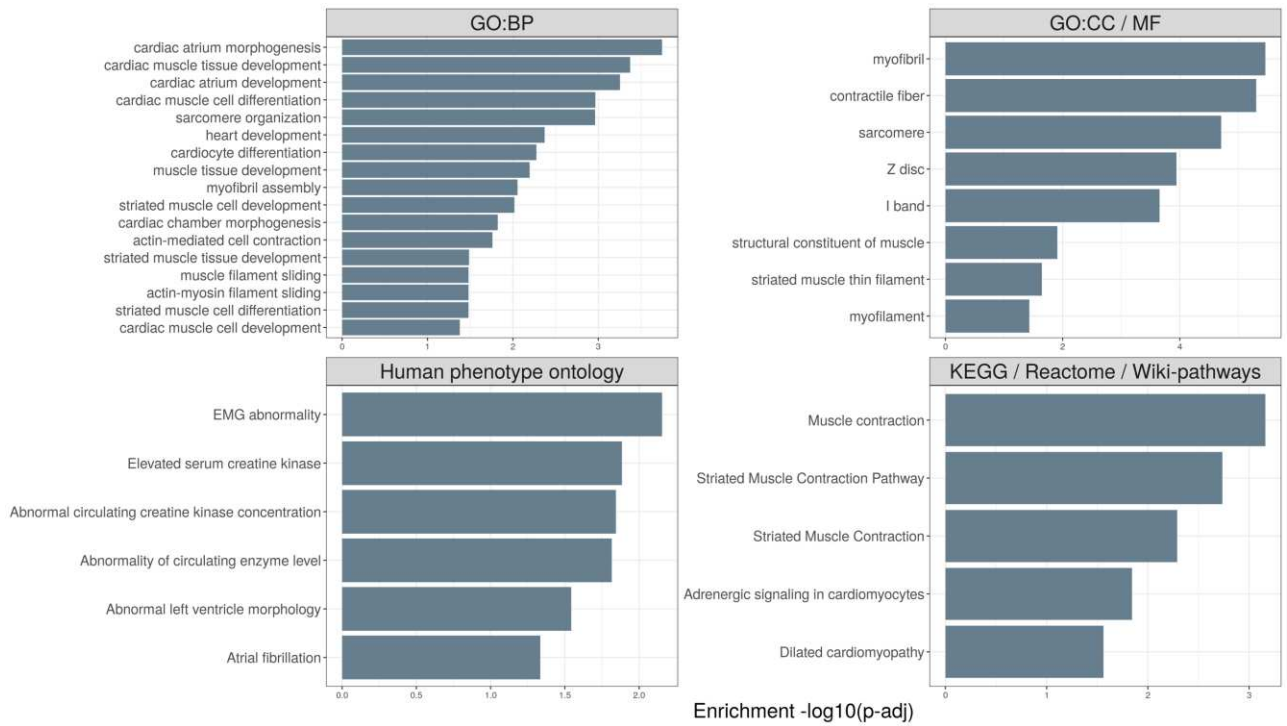 GO:BP
cardiac atrium morphogenesis
cardiac muscle tissue development
cardiac atrium development
cardiac muscle cell differentiation
sarcomere organization
heart development
cardiocyte differentiation
muscle tissue development
myofibril assembly
striated muscle cell development
cardiac chamber morphogenesis
actin-mediated cell contraction
striated muscle tissue development
muscle filament sliding
actin-myosin filament sliding
striated muscle cell differentiation
cardiac muscle cell development
0 1 2 3
GO:CC / MF
myofibril
contractile fiber
sarcomere
Z disc
I band
structural constituent of muscle
striated muscle thin filament
myofilament
0 2 4
Human phenotype ontology
EMG abnormality
Elevated serum creatine kinase
Abnormal circulating creatine kinase concentration
Abnormality of circulating enzyme level
Abnormal left ventricle morphology
Atrial fibrillation
0.0 0.5 1.0 1.5 2.0
KEGG / Reactome / Wiki-pathways
Muscle contraction
Striated Muscle Contraction Pathway
Striated Muscle Contraction
Adrenergic signaling in cardiomyocytes
Dilated cardiomyopathy
0 1 2 3
Enrichment -log10(p-adj)